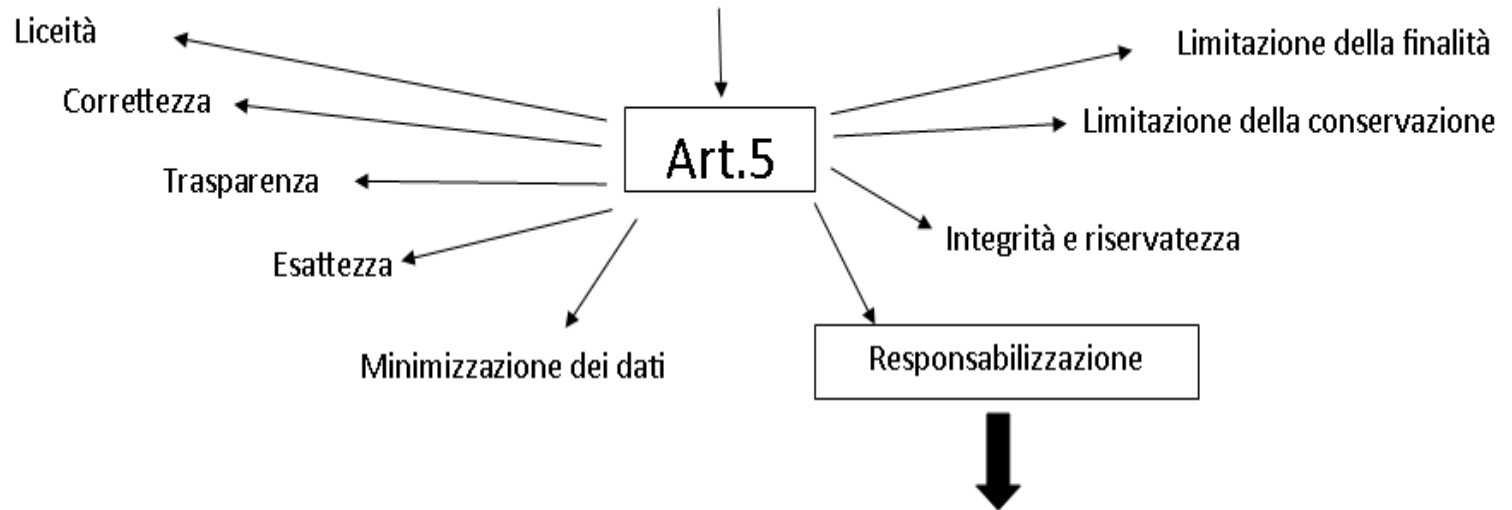 Liceità
Limitazione della finalità
Correttezza
Limitazione della conservazione
Art.5
Trasparenza
Integrità e riservatezza
Esattezza
Minimizzazione dei dati
Responsabilizzazione